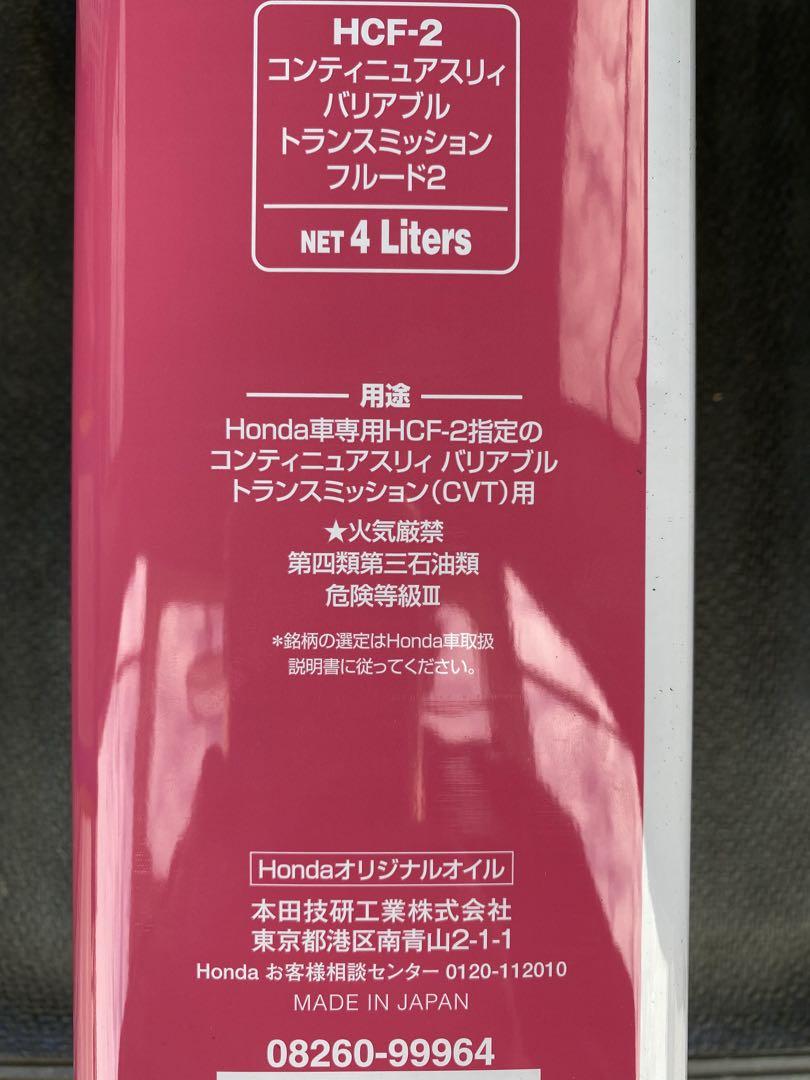 HCF-2
コンティニュアスリィ
バリアブル
トランスミッション
フルード2
NET 4 Liters
用途
Honda車専用HCF-2指定の
コンティニュアスリィ バリアブル
トランスミッション(CVT)用
★火気厳禁
第四類第三石油類
危険等級Ⅲ
*銘柄の選定はHonda車取扱
説明書に従ってください。
Hondaオリジナルオイル
本田技研工業株式会社
東京都港区南青山2-1-1
Honda お客様相談センター 0120-112010
MADE IN JAPAN
08260-99964